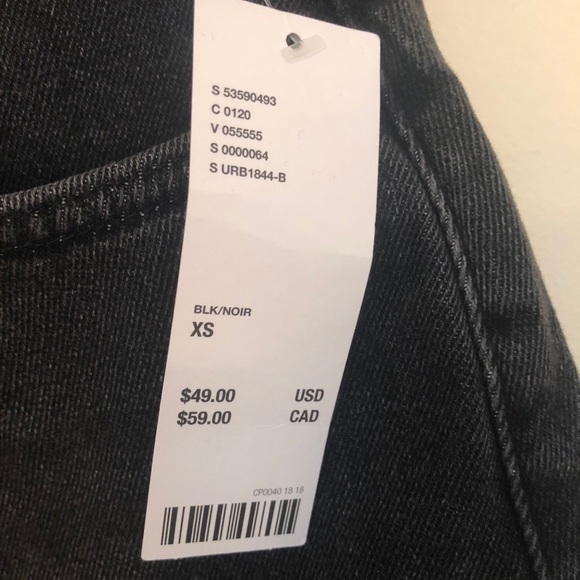 S 53590493
C 0120
V 055555
S 0000064
S URB1844-B
BLK/NOIR
XS
$49.00 USD
$59.00 CAD
CP0040 18 18